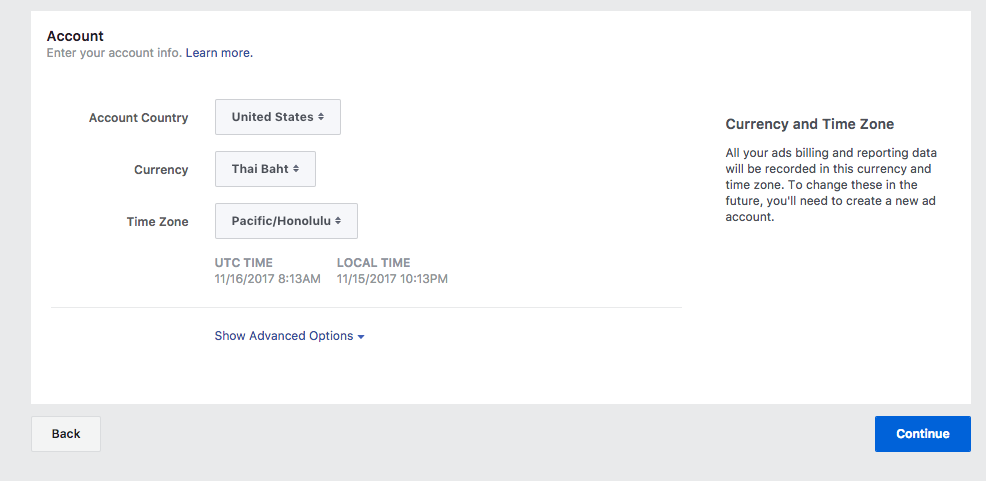 Account
Enter your account info. Learn more.
Account Country
United States
Currency
Thai Baht
Time Zone
Pacific/Honolulu
UTC TIME
LOCAL TIME
11/16/2017 8:13AM
11/15/2017 10:13PM
Show Advanced Options
Currency and Time Zone
All your ads billing and reporting data
will be recorded in this currency and
time zone. To change these in the
future, you'll need to create a new ad
account.
Back
Continue